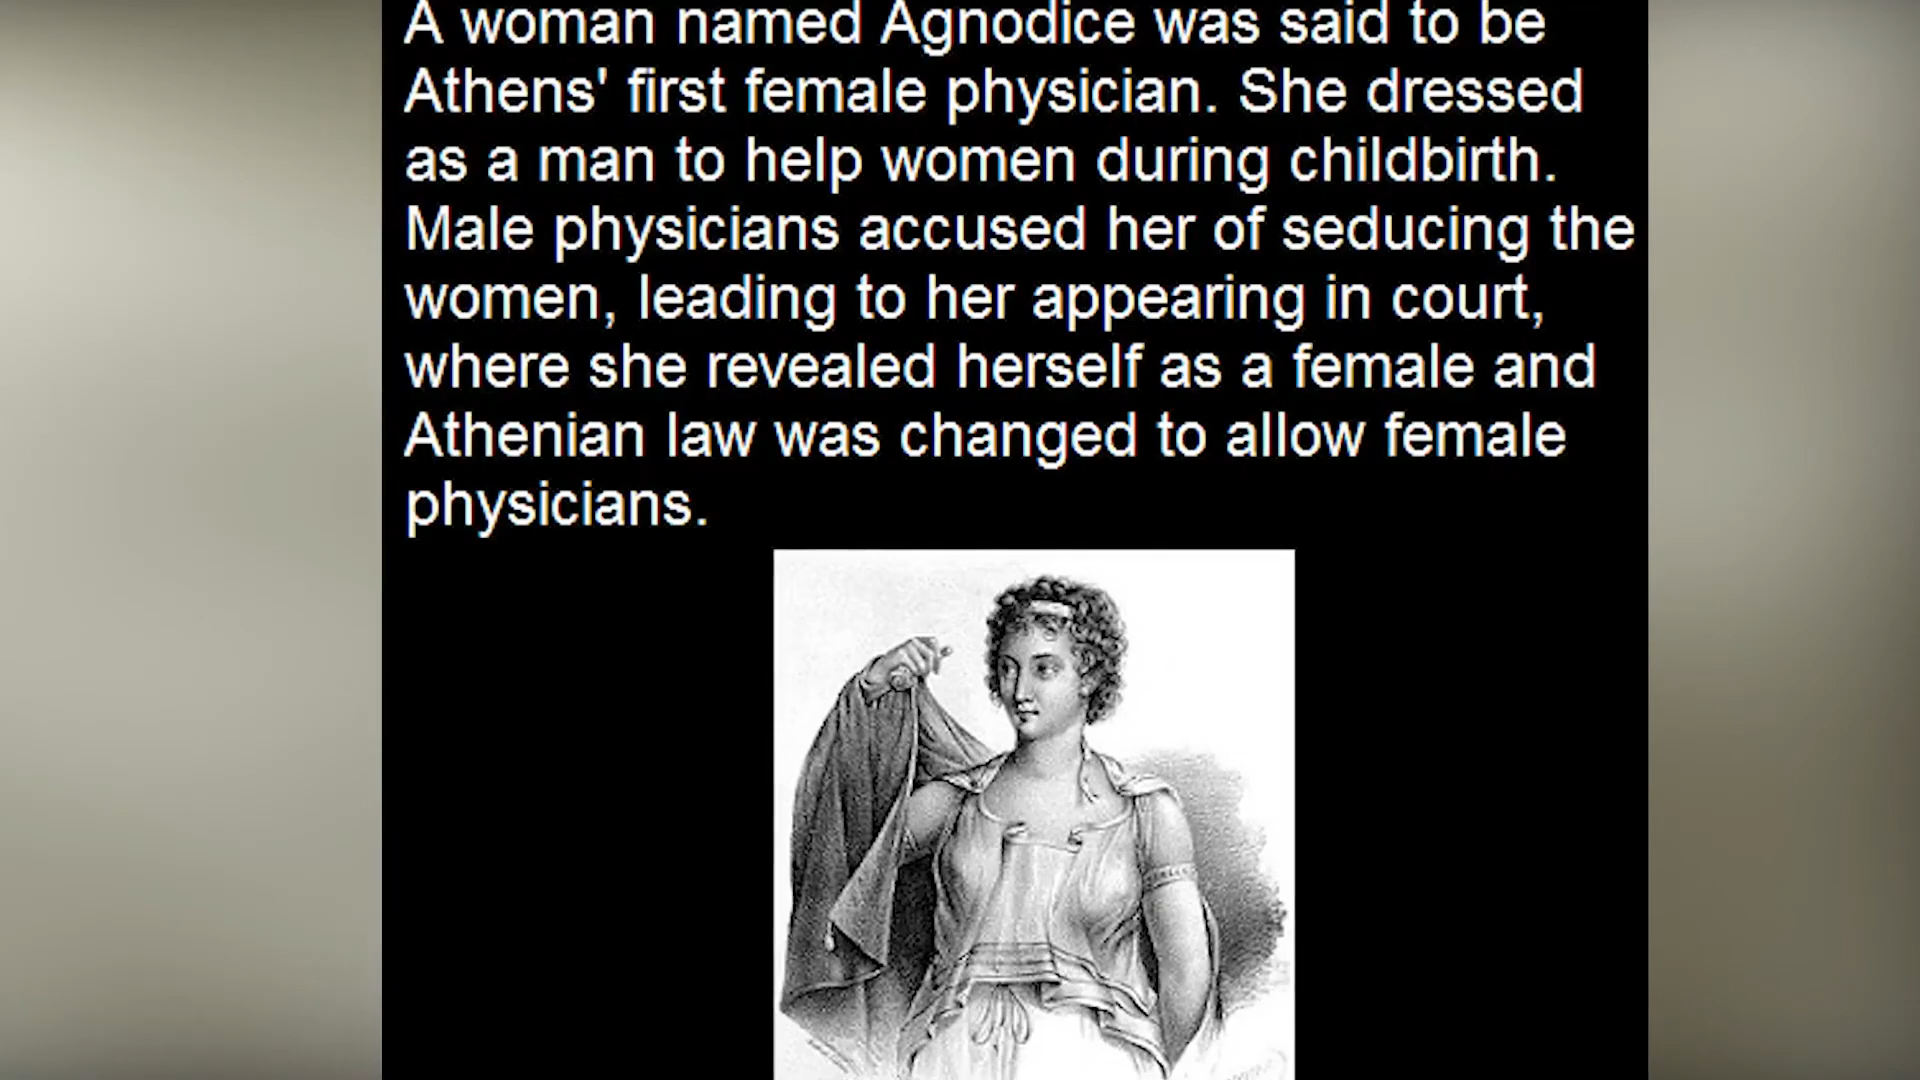 A woman named Agnodice was said to be
Athens' first female physician. She dressed
as a man to help women during childbirth.
Male physicians accused her of seducing the
women, leading to her appearing in court,
where she revealed herself as a female and
Athenian law was changed to allow female
physicians.